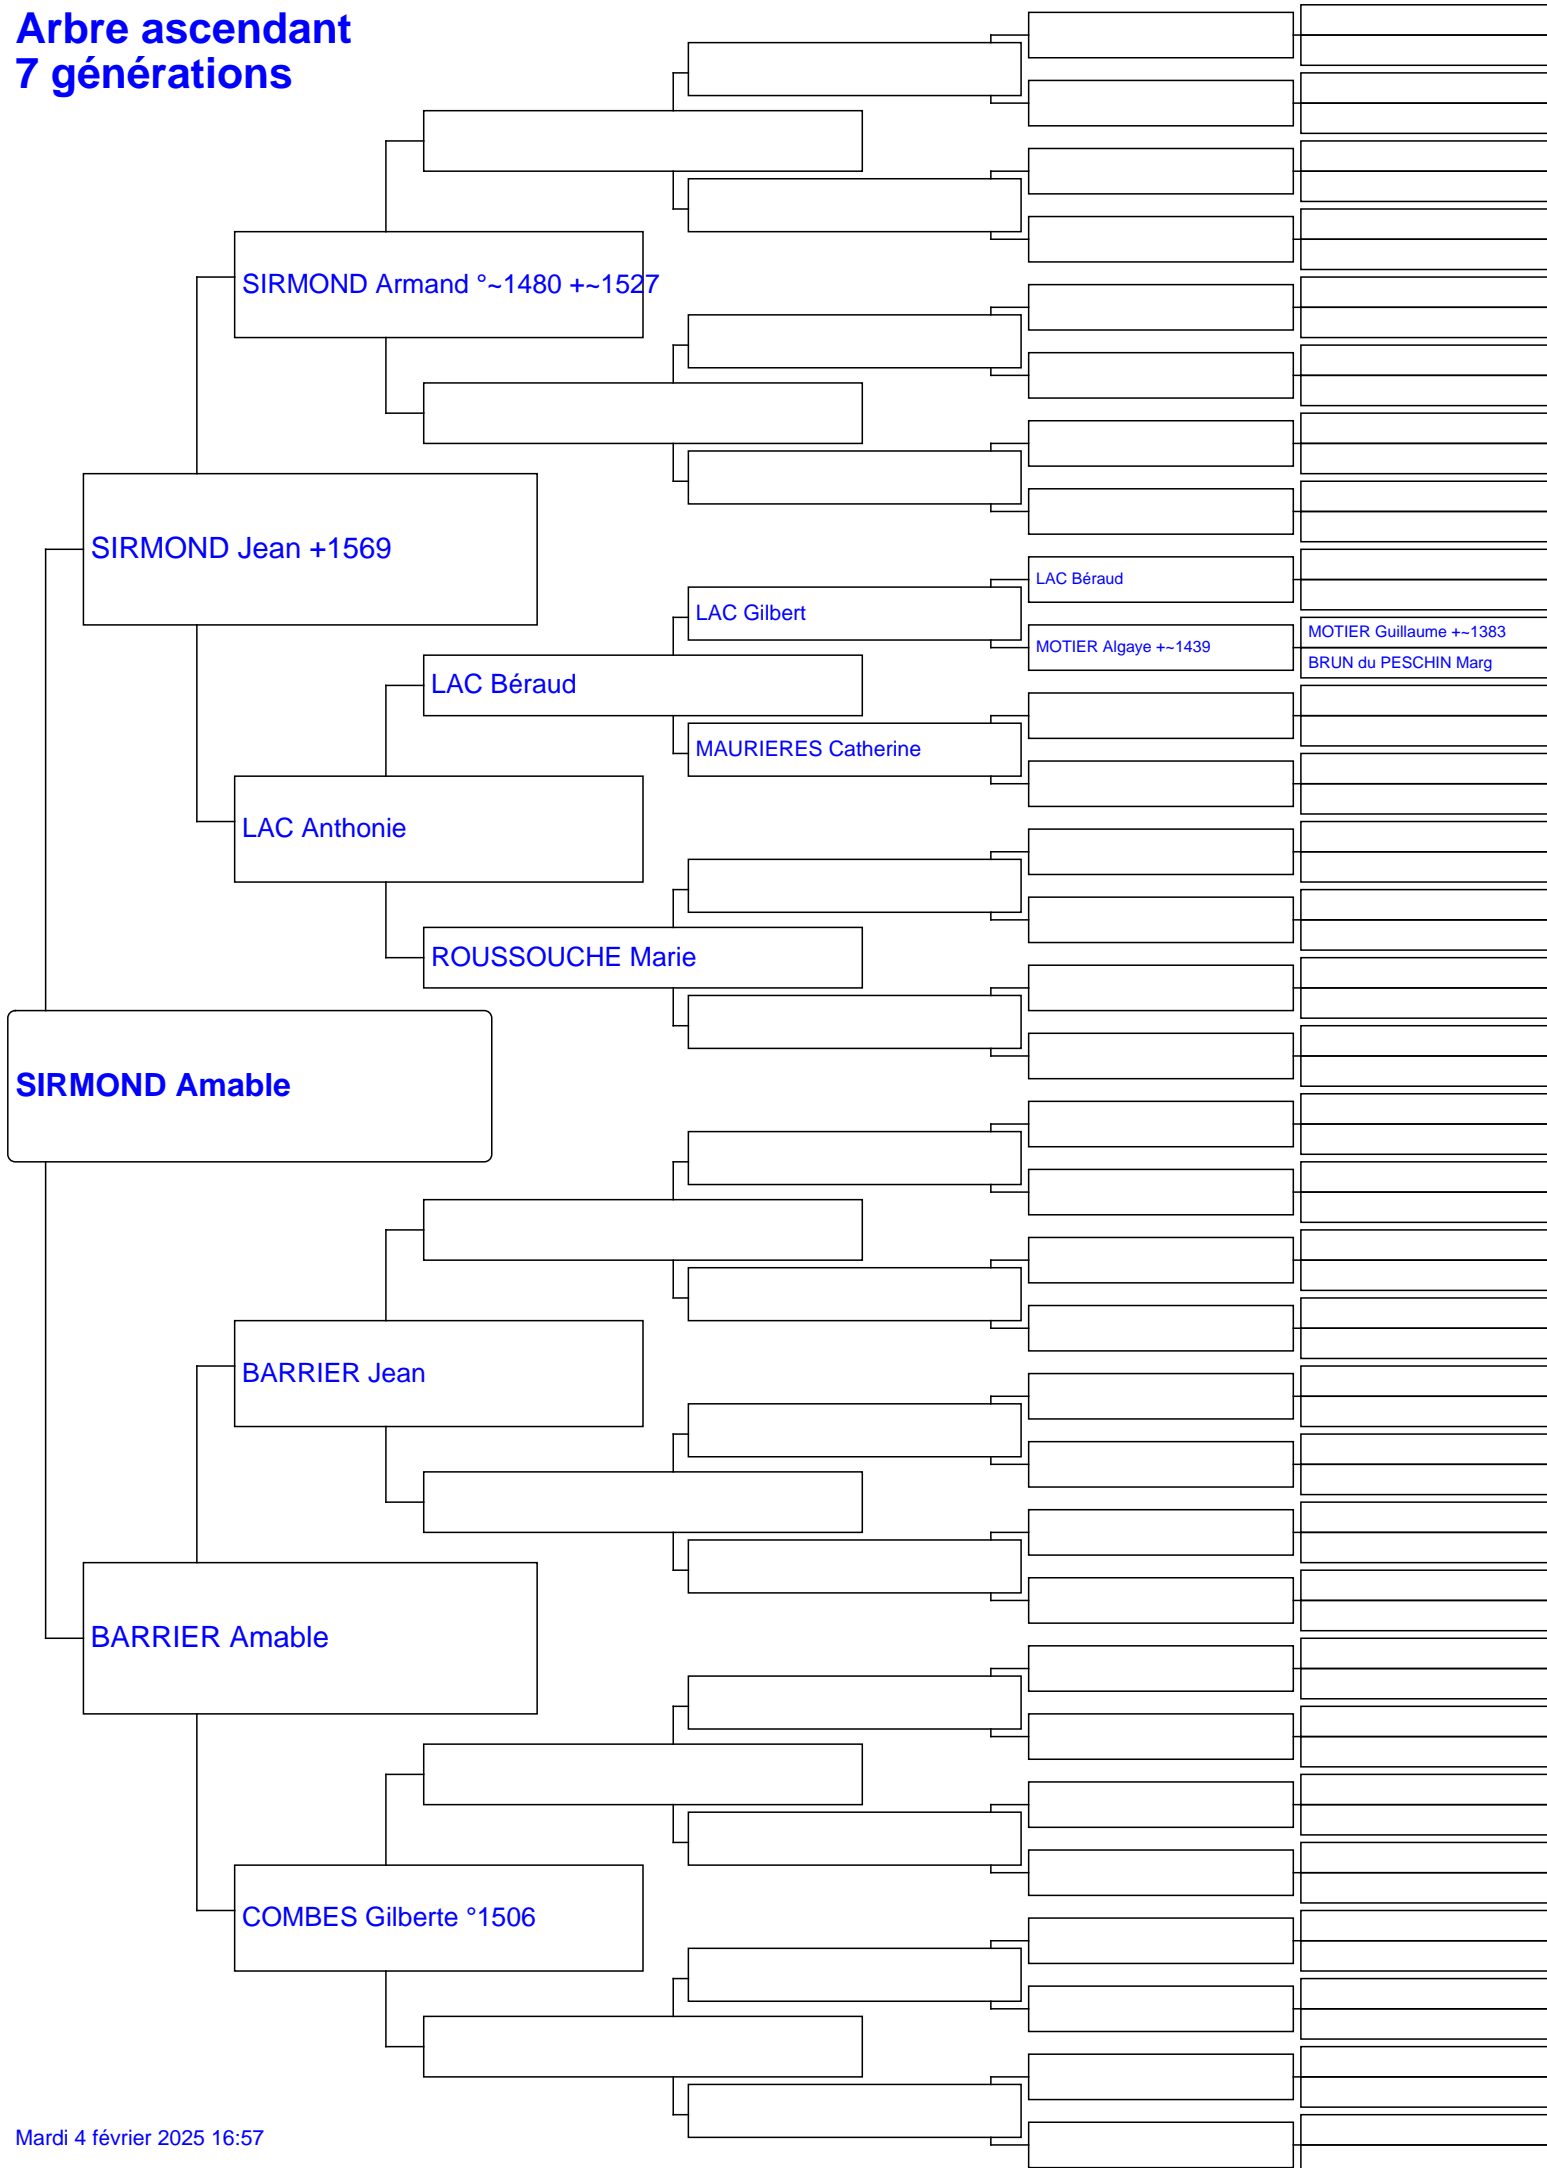 Arbre ascendant
7 générations
SIRMOND Armand °~1480 +~1527
SIRMOND Jean +1569
LAC Béraud
LAC Gilbert
MOTIER Guillaume +~1383
MOTIER Algaye +~1439
BRUN du PESCHIN Marg
LAC Béraud
MAURIERES Catherine
LAC Anthonie
ROUSSOUCHE Marie
SIRMOND Amable
BARRIER Jean
BARRIER Amable
COMBES Gilberte °1506
Mardi 4 février 2025 16:57